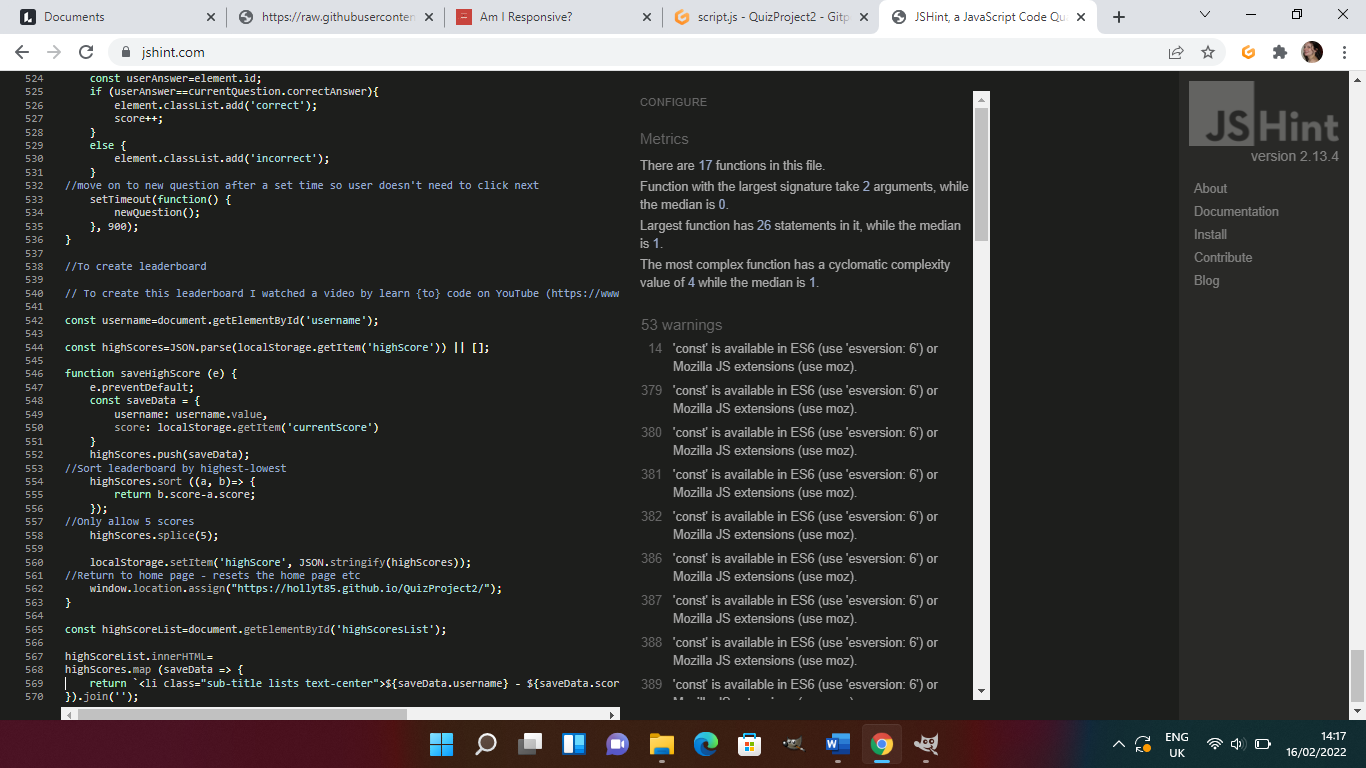 Documents
https://raw.githubuserconten
Am I Responsive?
script.js - QuizProject2 - Gitp
JSHint, a JavaScript Code Qu
jshint.com
524 const userAnswer=element.id;
525 if (userAnswer==currentQuestion.correctAnswer){
526 element.classList.add('correct');
527 score++;
528 }
529 else {
530 element.classList.add('incorrect');
531 }
532 //move on to new question after a set time so user doesn't need to click next
533 setTimeout(function() {
534 newQuestion();
535 }, 900);
536 }
537
538 //To create leaderboard
539
540 // To create this leaderboard I watched a video by learn {to} code on YouTube (https://www
541
542 const username=document.getElementById('username');
543
544 const highScores=JSON.parse(localStorage.getItem('highScore')) || [];
545
546 function saveHighScore (e) {
547 e.preventDefault;
548 const saveData = {
549 username: username.value,
550 score: localStorage.getItem('currentScore')
551 }
552 highScores.push(saveData);
553 //Sort leaderboard by highest-lowest
554 highScores.sort ((a, b)=> {
555 return b.score-a.score;
556 });
557 //Only allow 5 scores
558 highScores.splice(5);
559
560 localStorage.setItem('highScore', JSON.stringify(highScores));
561 //Return to home page - resets the home page etc
562 window.location.assign("https://hollyt85.github.io/QuizProject2/");
563 }
564
565 const highScoreList=document.getElementById('highScoresList');
566
567 highScoreList.innerHTML=
568 highScores.map (saveData => {
569 return `<li class="sub-title lists text-center">${saveData.username} - ${saveData.scor
570 }).join('');
CONFIGURE
Metrics
There are 17 functions in this file.
Function with the largest signature take 2 arguments, while
the median is 0.
Largest function has 26 statements in it, while the median
is 1.
The most complex function has a cyclomatic complexity
value of 4 while the median is 1.
53 warnings
14 'const' is available in ES6 (use 'esversion: 6') or
Mozilla JS extensions (use moz).
379 'const' is available in ES6 (use 'esversion: 6') or
Mozilla JS extensions (use moz).
380 'const' is available in ES6 (use 'esversion: 6') or
Mozilla JS extensions (use moz).
381 'const' is available in ES6 (use 'esversion: 6') or
Mozilla JS extensions (use moz).
382 'const' is available in ES6 (use 'esversion: 6') or
Mozilla JS extensions (use moz).
386 'const' is available in ES6 (use 'esversion: 6') or
Mozilla JS extensions (use moz).
387 'const' is available in ES6 (use 'esversion: 6') or
Mozilla JS extensions (use moz).
388 'const' is available in ES6 (use 'esversion: 6') or
Mozilla JS extensions (use moz).
389 'const' is available in ES6 (use 'esversion: 6') or
JSHint
version 2.13.4
About
Documentation
Install
Contribute
Blog
ENG
UK
14:17
16/02/2022